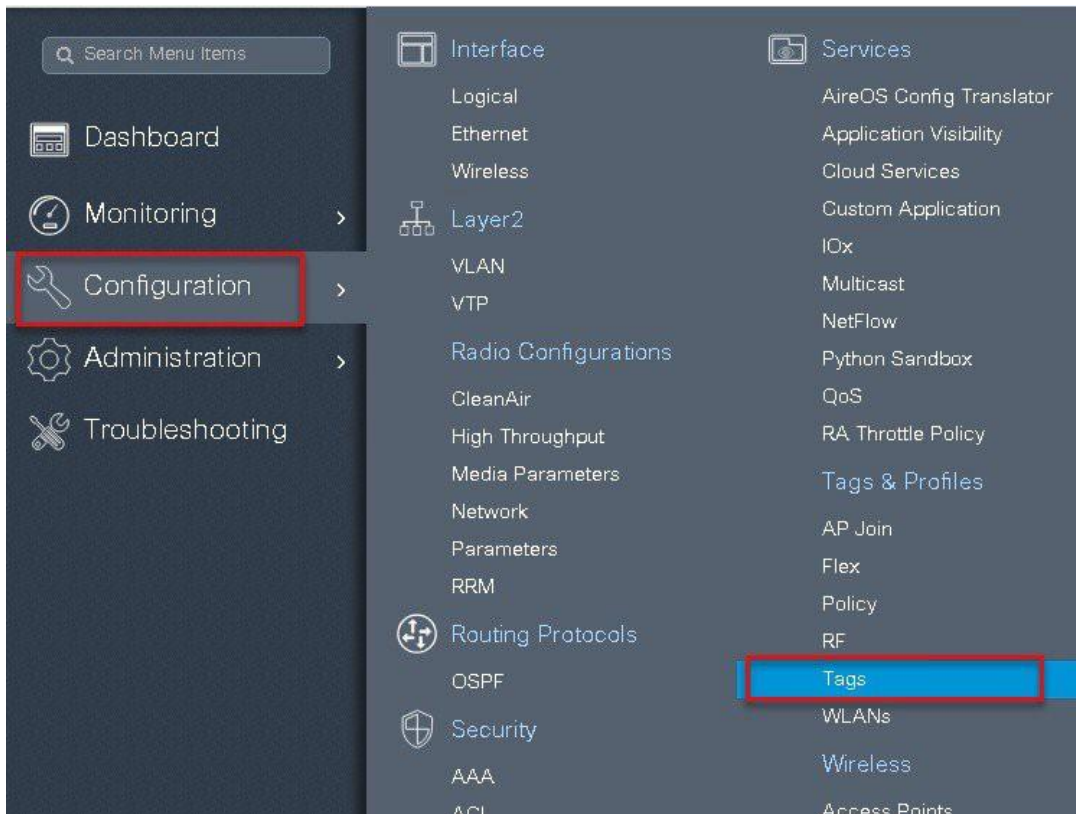 Search Menu Items
Dashboard
Monitoring
Configuration
Administration
Troubleshooting
Interface
Logical
Ethernet
Wireless
Layer2
VLAN
VTP
Radio Configurations
CleanAir
High Throughput
Media Parameters
Network
Parameters
RRM
Routing Protocols
OSPF
Security
AAA
ACL
Services
AireOS Config Translator
Application Visibility
Cloud Services
Custom Application
IOx
Multicast
NetFlow
Python Sandbox
QoS
RA Throttle Policy
Tags & Profiles
AP Join
Flex
Policy
RF
Tags
WLANs
Wireless
Access Points